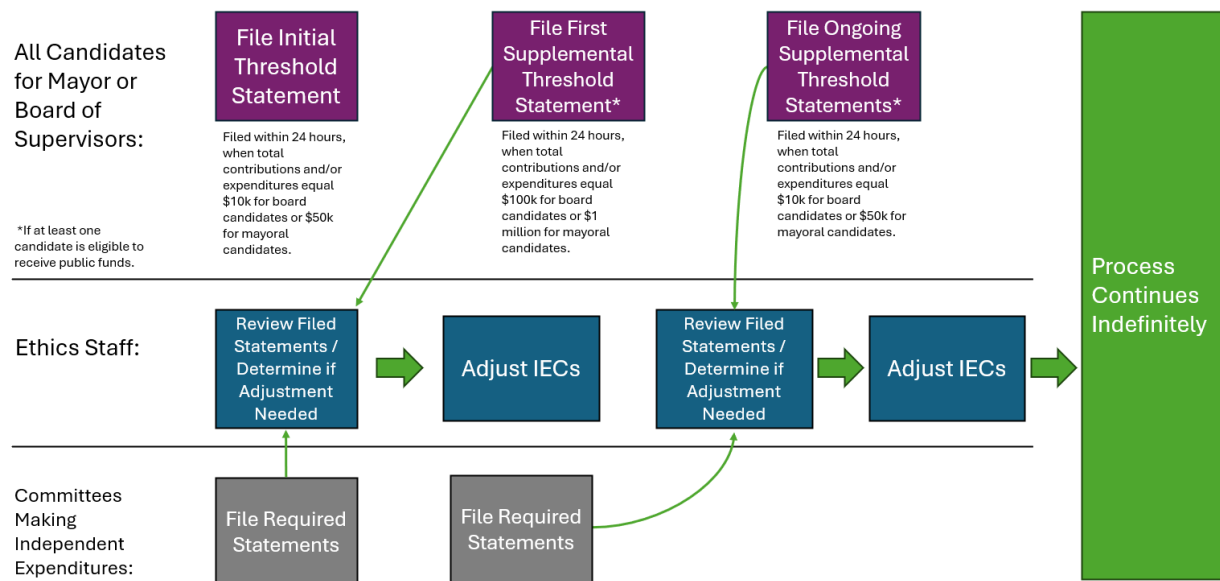 All Candidates
for Mayor or
Board of
Supervisors:
*If at least one
candidate is eligible to
receive public funds.
File Initial
Threshold
Statement
Filed within 24 hours,
when total
contributions and/or
expenditures equal
$10k for board
candidates or $50k
for mayoral
candidates.
File First
Supplemental
Threshold
Statement*
Filed within 24 hours,
when total
contributions and/or
expenditures equal
$100k for board
candidates or $1
million for mayoral
candidates.
File Ongoing
Supplemental
Threshold
Statements*
Filed within 24 hours,
when total
contributions and/or
expenditures equal
$10k for board
candidates or $50k for
mayoral candidates.
Ethics Staff:
Review Filed
Statements /
Determine if
Adjustment
Needed
Adjust IECs
Review Filed
Statements /
Determine if
Adjustment
Needed
Adjust IECs
Process
Continues
Indefinitely
Committees
Making
Independent
Expenditures:
File Required
Statements
File Required
Statements